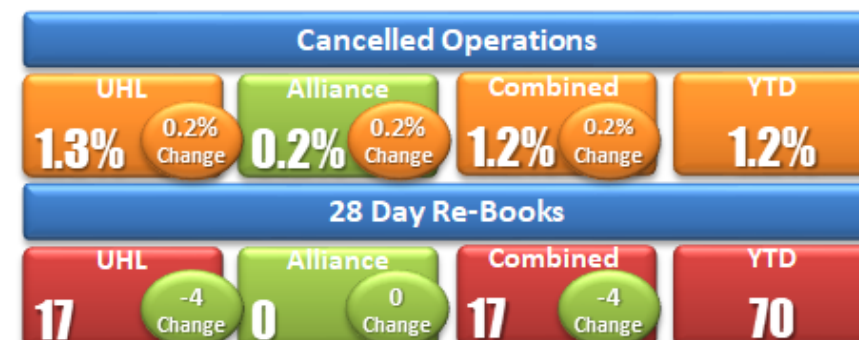 Cancelled Operations
UHL Alliance Combined YTD
1.3% 0.2% Change 0.2% 0.2% Change 1.2% 0.2% Change 1.2%
28 Day Re-Books
UHL Alliance Combined YTD
17 -4 Change 0 0 Change 17 -4 Change 70